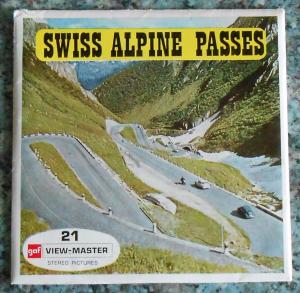 SWISS ALPINE PASSES
21
gaf VIEW-MASTER
STEREO PICTURES